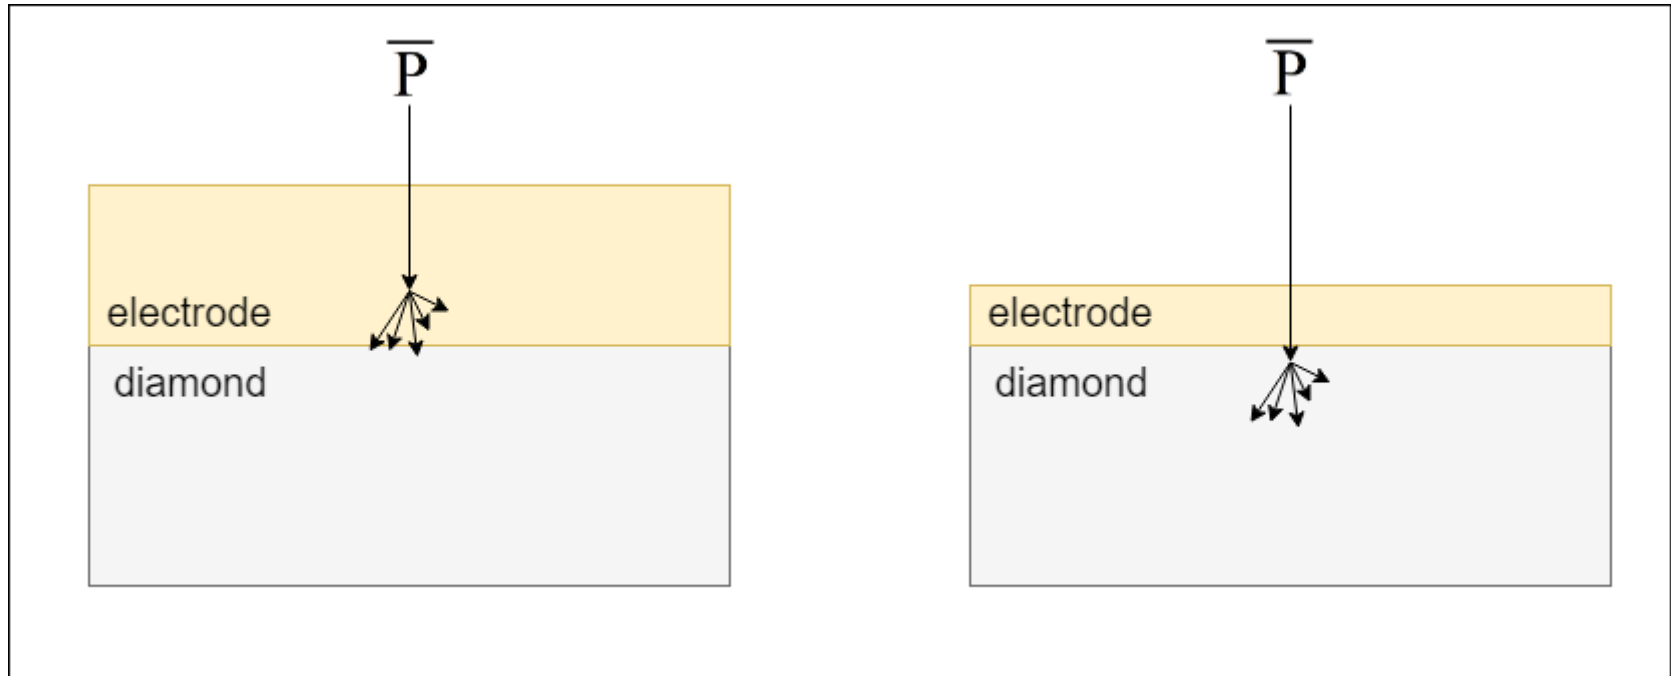 P̅
electrode
diamond
P̅
electrode
diamond